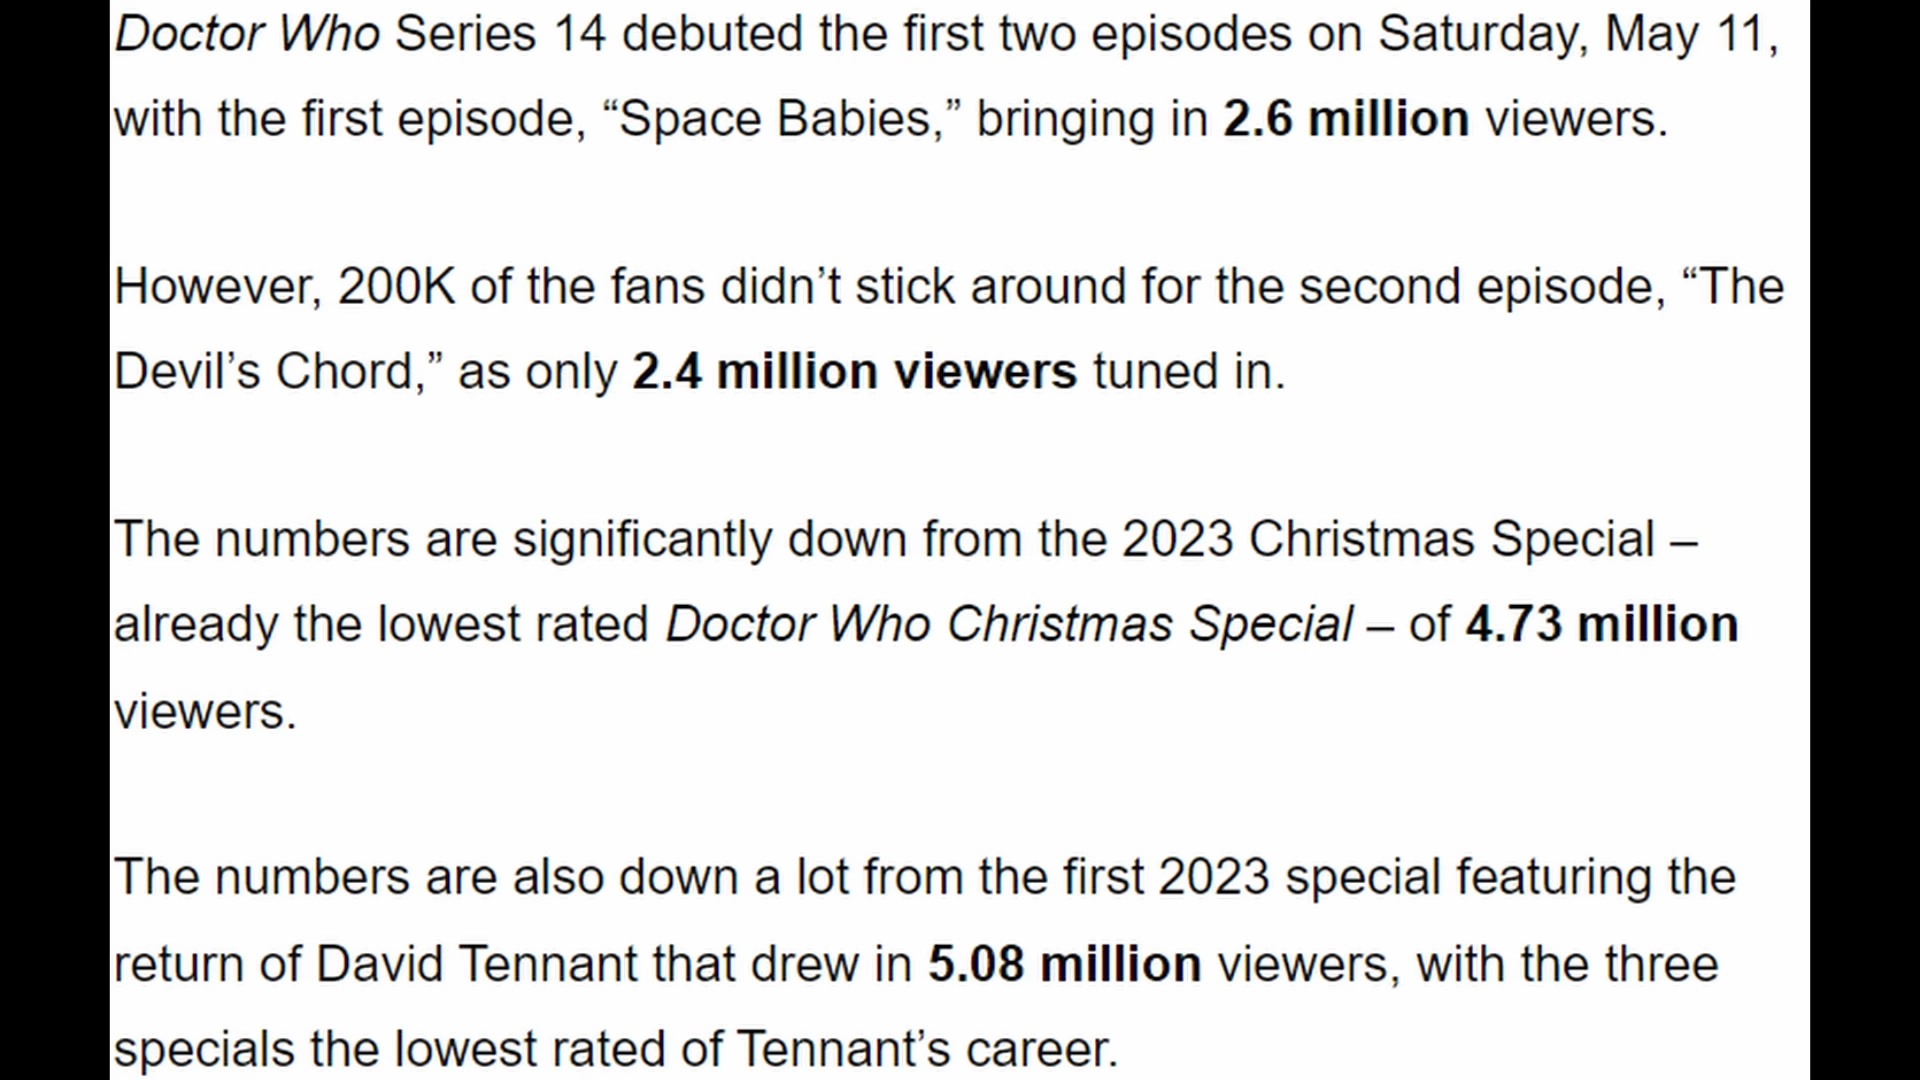 Doctor Who Series 14 debuted the first two episodes on Saturday, May 11,
with the first episode, “Space Babies,” bringing in 2.6 million viewers.
However, 200K of the fans didn’t stick around for the second episode, “The
Devil’s Chord,” as only 2.4 million viewers tuned in.
The numbers are significantly down from the 2023 Christmas Special –
already the lowest rated Doctor Who Christmas Special – of 4.73 million
viewers.
The numbers are also down a lot from the first 2023 special featuring the
return of David Tennant that drew in 5.08 million viewers, with the three
specials the lowest rated of Tennant’s career.